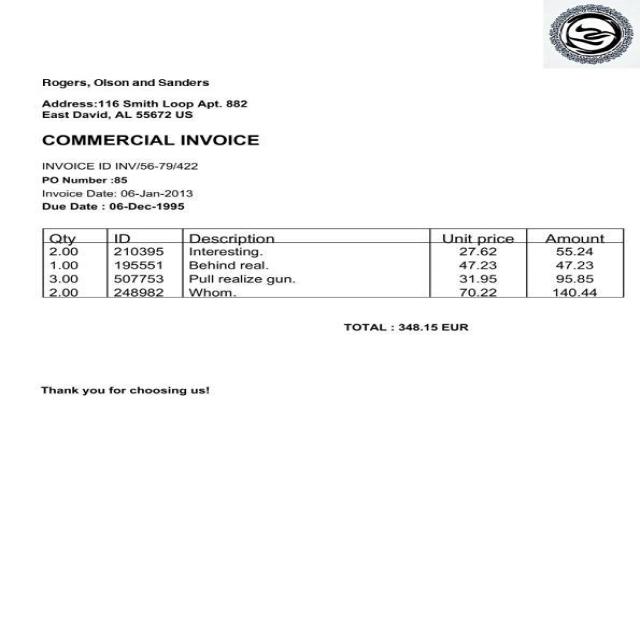 Rogers, Olson and Sanders
Address:116 Smith Loop Apt. 882
East David, AL 55672 US
COMMERCIAL INVOICE
INVOICE ID INV/56-79/422
PO Number :85
Invoice Date: 06-Jan-2013
Due Date : 06-Dec-1995
Qty ID Description Unit price Amount
2.00 210395 Interesting. 27.62 55.24
1.00 195551 Behind real. 47.23 47.23
3.00 507753 Pull realize gun. 31.95 95.85
2.00 248982 Whom. 70.22 140.44
TOTAL : 348.15 EUR
Thank you for choosing us!